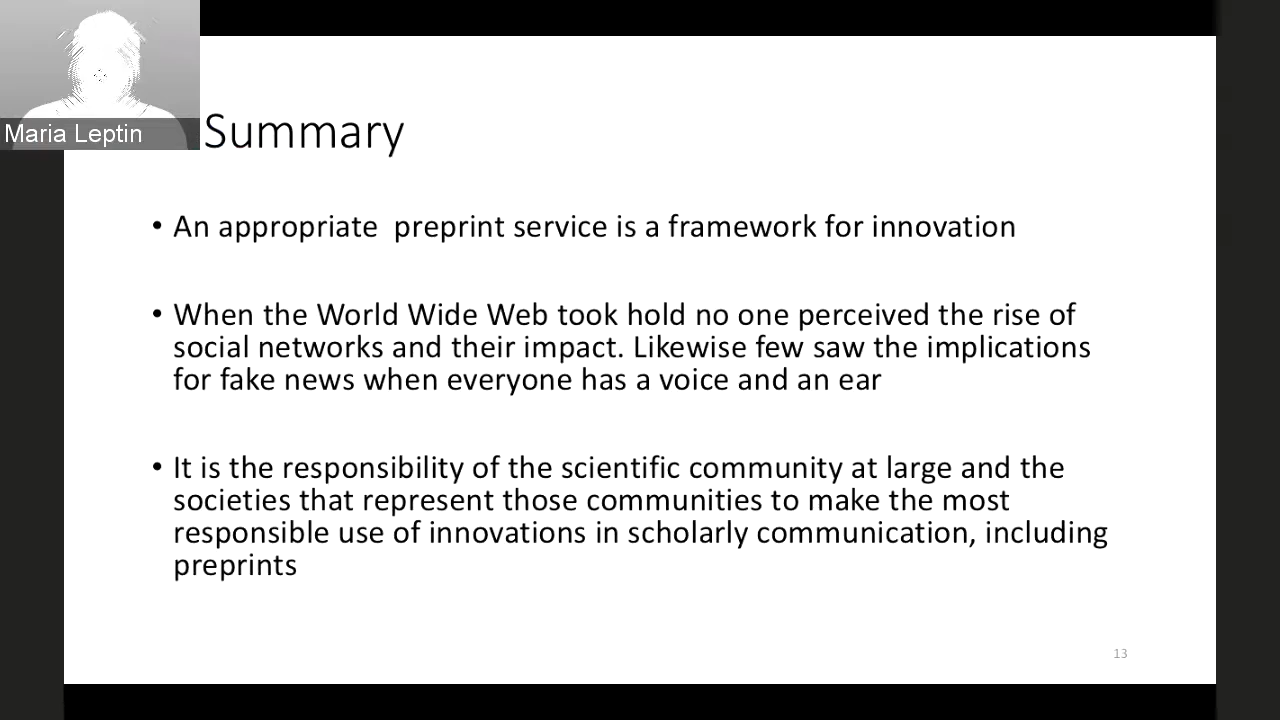 Maria Leptin
Summary
• An appropriate  preprint service is a framework for innovation
• When the World Wide Web took hold no one perceived the rise of
social networks and their impact. Likewise few saw the implications
for fake news when everyone has a voice and an ear
• It is the responsibility of the scientific community at large and the
societies that represent those communities to make the most
responsible use of innovations in scholarly communication, including
preprints
13